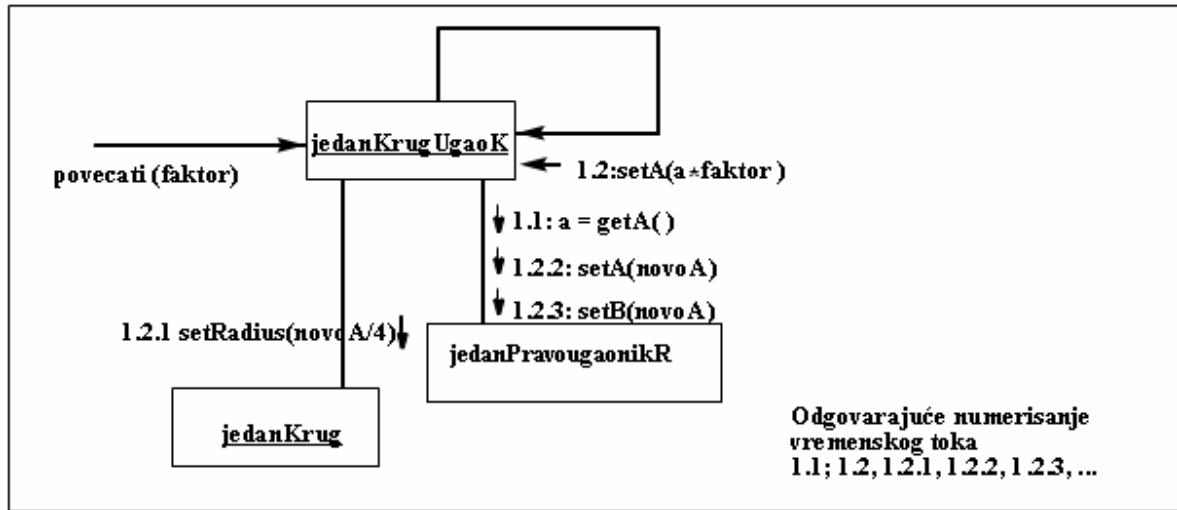 jedanKrugUgaoK
povecati (faktor)
1.2:setA(a*faktor)
1.1: a = getA( )
1.2.2: setA(novoA)
1.2.3: setB(novoA)
1.2.1 setRadius(novoA/4)
jedanPravougaonikR
jedanKrug
Odgovarajuće numerisanje
vremenskog toka
1.1; 1.2, 1.2.1, 1.2.2, 1.2.3, ...